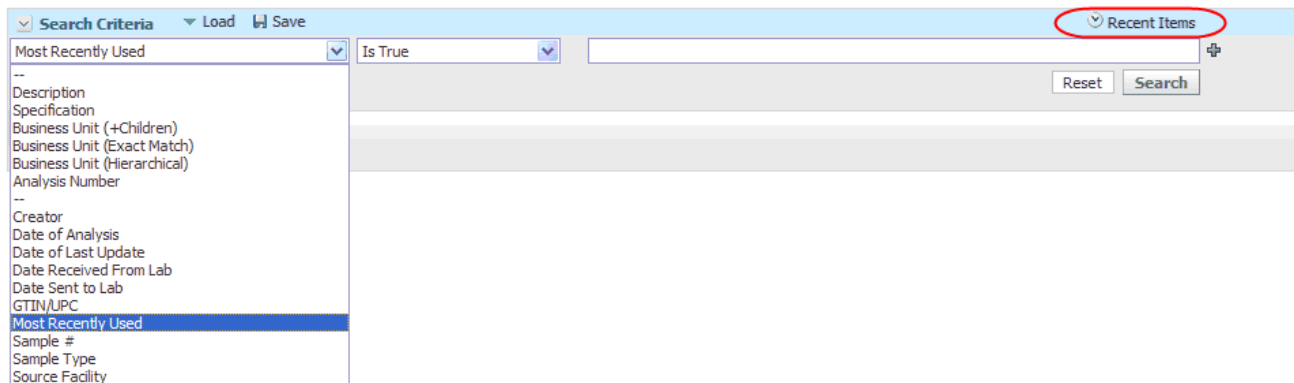 Search Criteria Load Save Recent Items
Most Recently Used Is True
--
Description
Reset Search
Specification
Business Unit (+Children)
Business Unit (Exact Match)
Business Unit (Hierarchical)
Analysis Number
--
Creator
Date of Analysis
Date of Last Update
Date Received From Lab
Date Sent to Lab
GTIN/UPC
Most Recently Used
Sample #
Sample Type
Source Facility